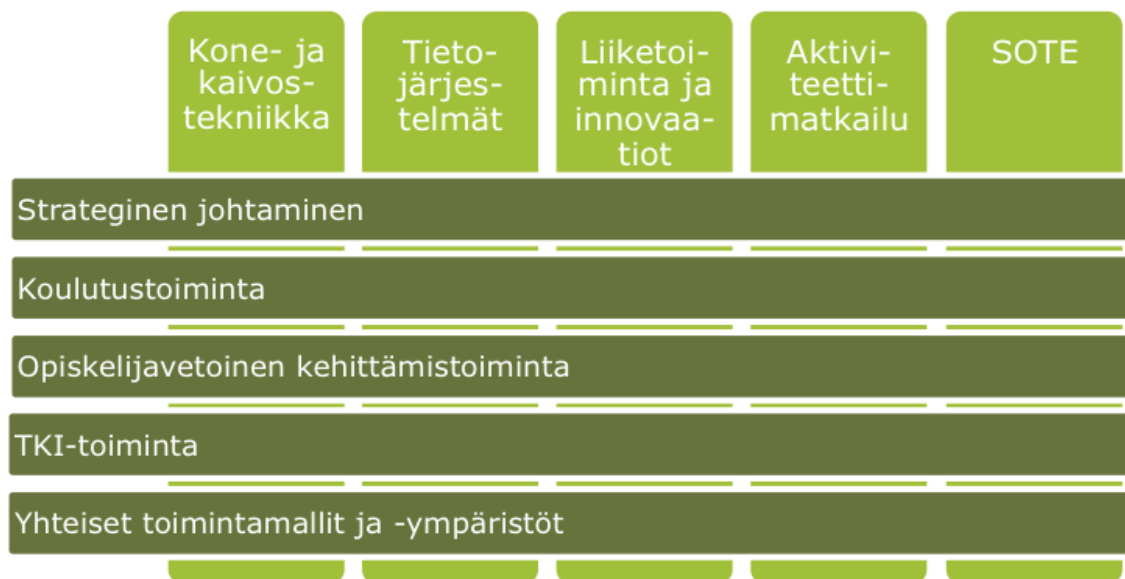 Kone- ja
kaivos-
tekniikka
Tieto-
järjes-
telmät
Liiketoi-
minta ja
innovaa-
tiot
Aktivi-
teetti-
matkailu
SOTE
Strateginen johtaminen
Koulutustoiminta
Opiskelijavetoinen kehittämistoiminta
TKI-toiminta
Yhteiset toimintamallit ja -ympäristöt